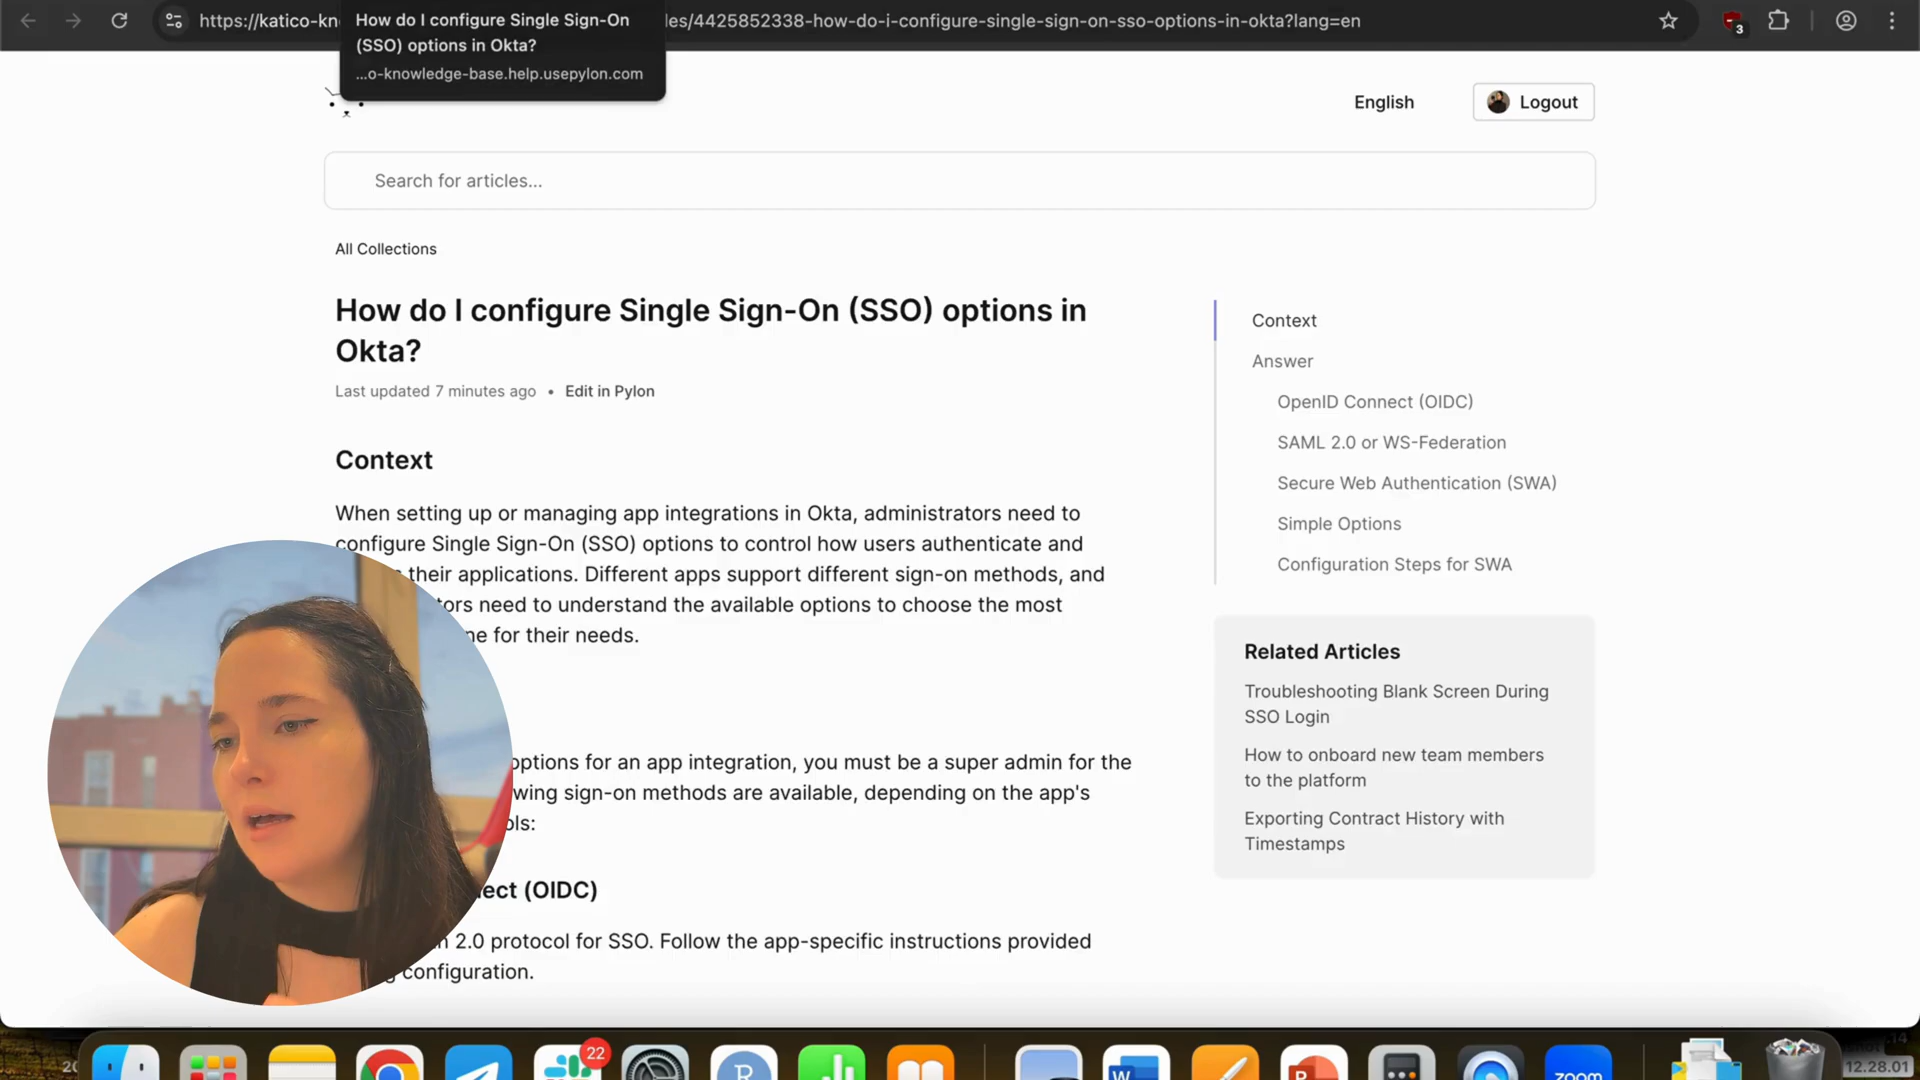 https://katico-kn
How do I configure Single Sign-On
(SSO) options in Okta?
...o-knowledge-base.help.usepylon.com
les/4425852338-how-do-i-configure-single-sign-on-sso-options-in-okta?lang=en
3
English
Logout
Search for articles...
All Collections
How do I configure Single Sign-On (SSO) options in
Okta?
Last updated 7 minutes ago • Edit in Pylon
Context
When setting up or managing app integrations in Okta, administrators need to
configure Single Sign-On (SSO) options to control how users authenticate and
their applications. Different apps support different sign-on methods, and
tors need to understand the available options to choose the most
ne for their needs.
options for an app integration, you must be a super admin for the
wing sign-on methods are available, depending on the app's
ols:
ect (OIDC)
2.0 protocol for SSO. Follow the app-specific instructions provided
configuration.
Context
Answer
OpenID Connect (OIDC)
SAML 2.0 or WS-Federation
Secure Web Authentication (SWA)
Simple Options
Configuration Steps for SWA
Related Articles
Troubleshooting Blank Screen During
SSO Login
How to onboard new team members
to the platform
Exporting Contract History with
Timestamps
22
R
W
P
zoom
12.28.01